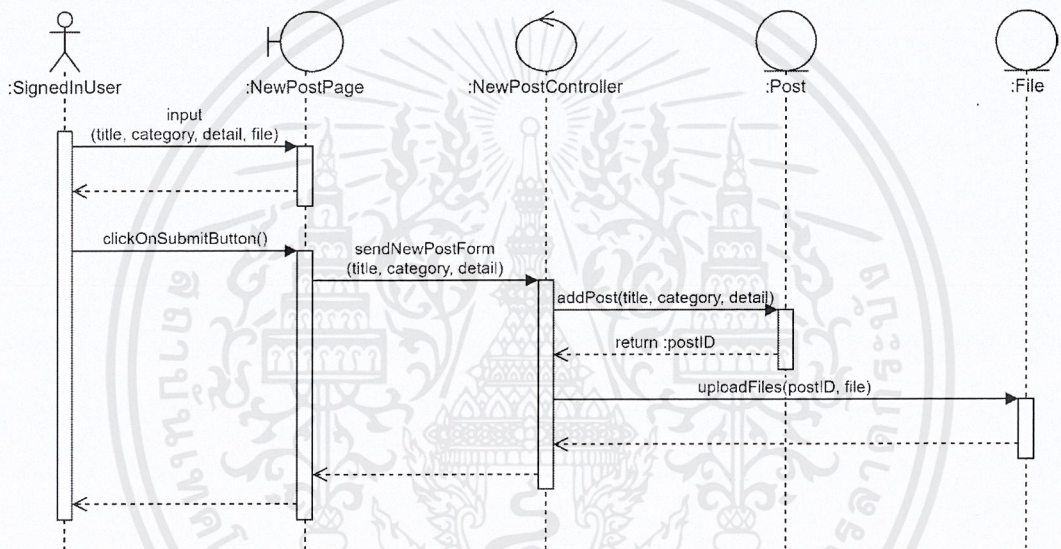 :SignedInUser
:NewPostPage
:NewPostController
:Post
:File
input
(title, category, detail, file)
clickOnSubmitButton()
sendNewPostForm
(title, category, detail)
addPost(title, category, detail)
return :postID
uploadFiles(postID, file)